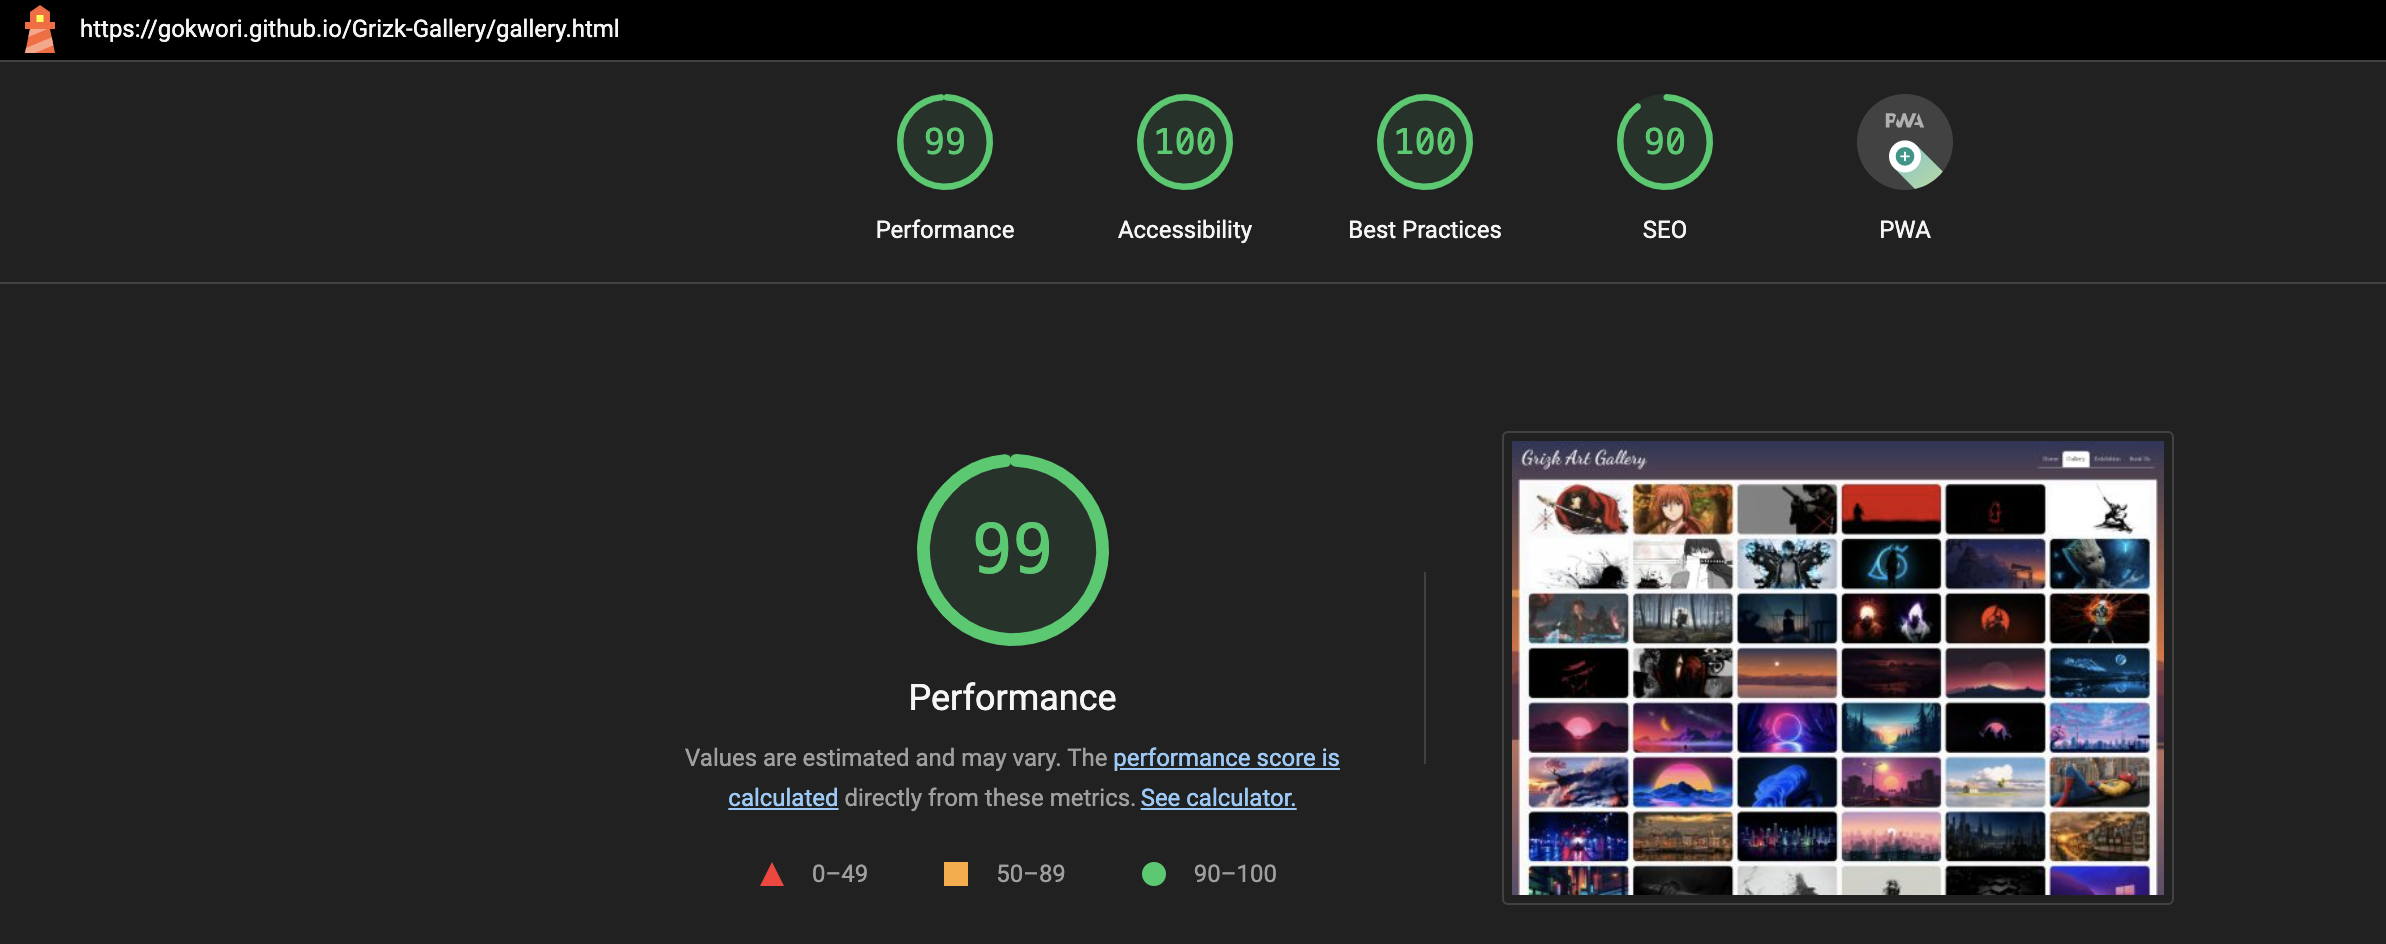 https://gokwori.github.io/Grizk-Gallery/gallery.html
99
100
100
90
PWA
Performance
Accessibility
Best Practices
SEO
PWA
99
Performance
Values are estimated and may vary. The performance score is
calculated directly from these metrics. See calculator.
0–49
50–89
90–100
Grizk Art Gallery
Home
Gallery
Exhibition
Book Us